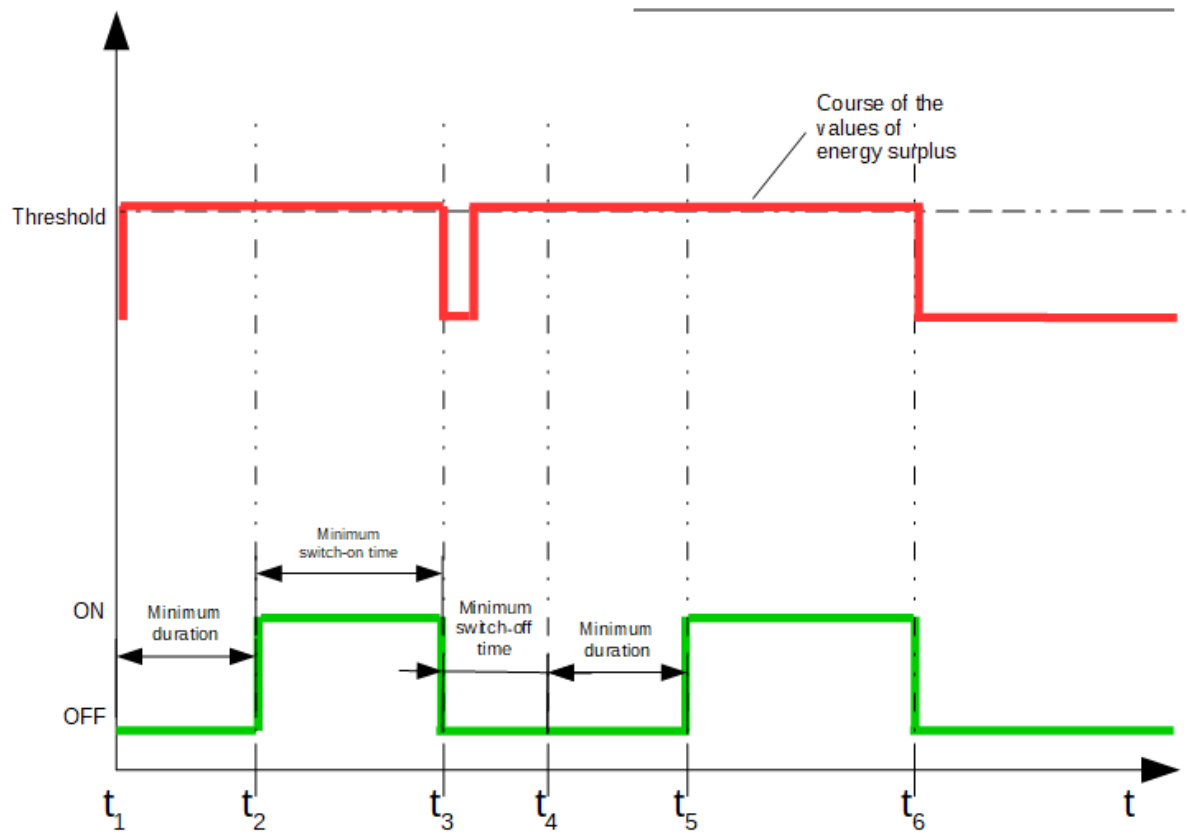 Course of the
values of
energy surplus
Threshold
Minimum
switch-on time
ON
Minimum
duration
Minimum
switch-off
time
Minimum
duration
OFF
t1
t2
t3
t4
t5
t6
t